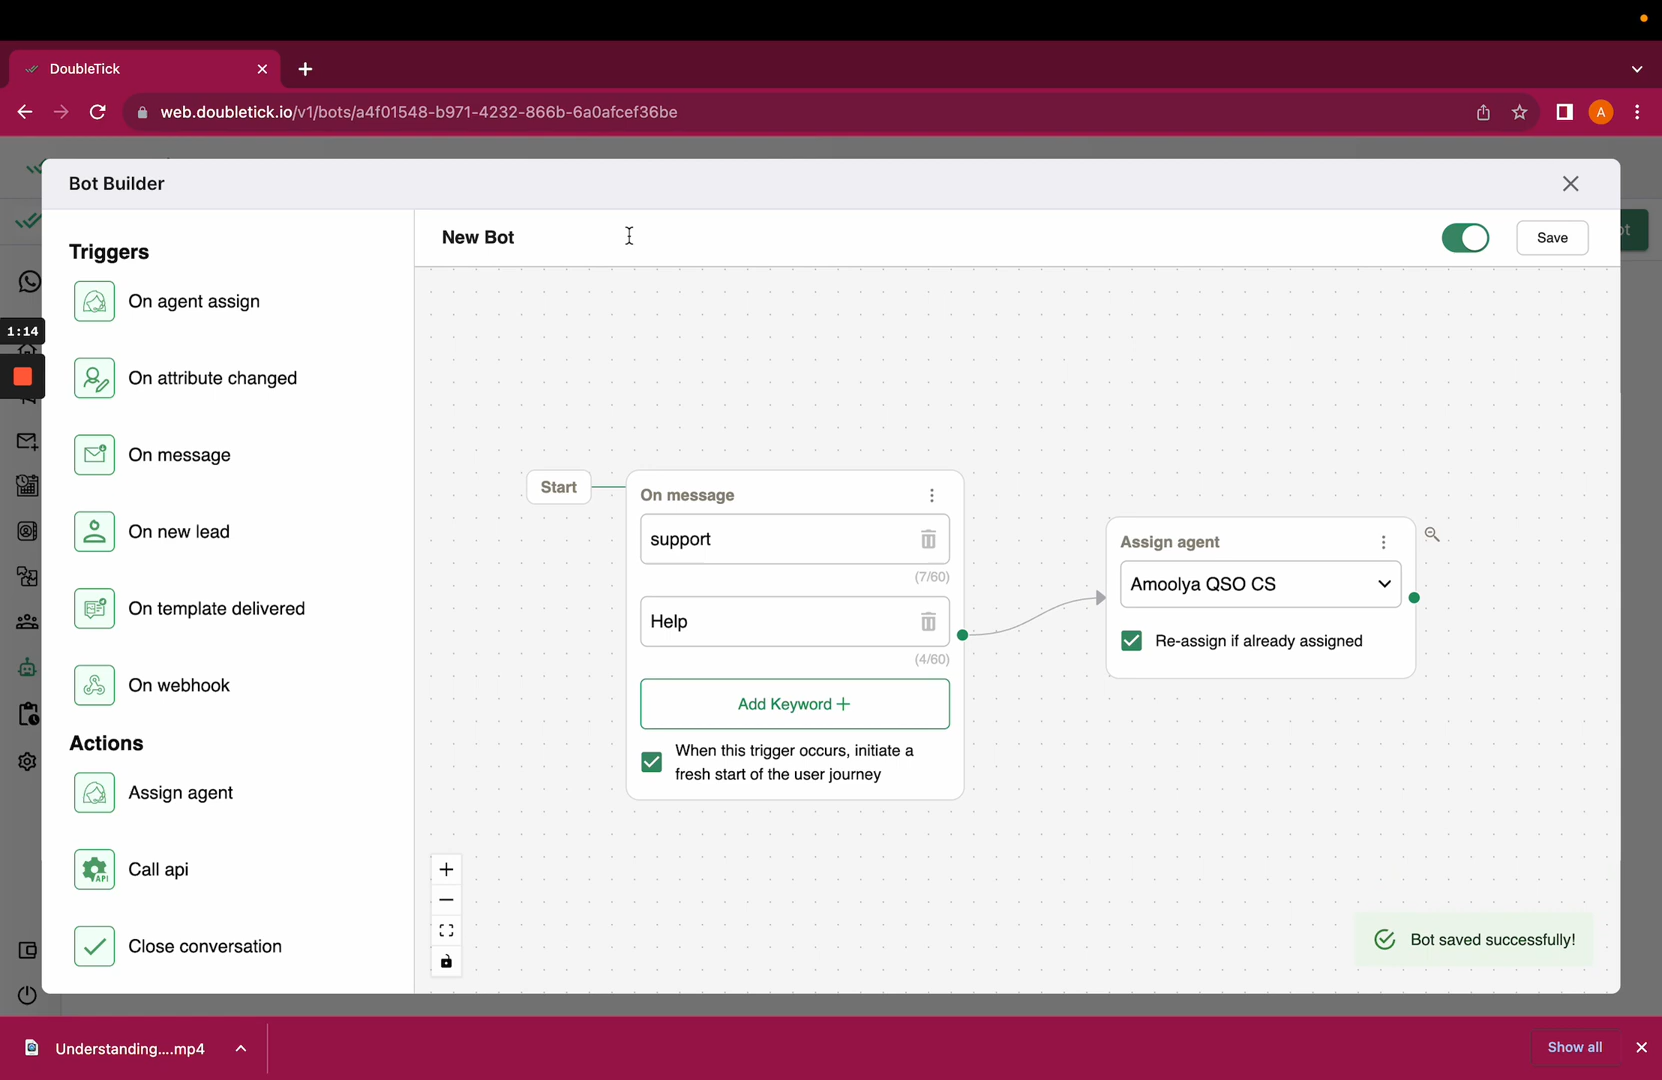 DoubleTick
web.doubletick.io/v1/bots/a4f01548-b971-4232-866b-6a0afcef36be
A
Bot Builder
New Bot
Save
ot
Triggers
On agent assign
1:14
On attribute changed
On message
On new lead
On template delivered
On webhook
Actions
Assign agent
Call api
API
Close conversation
Start
On message
support
(7/60)
Help
(4/60)
Add Keyword +
When this trigger occurs, initiate a
fresh start of the user journey
Assign agent
Amoolya QSO CS
Re-assign if already assigned
Bot saved successfully!
Understanding....mp4
Show all